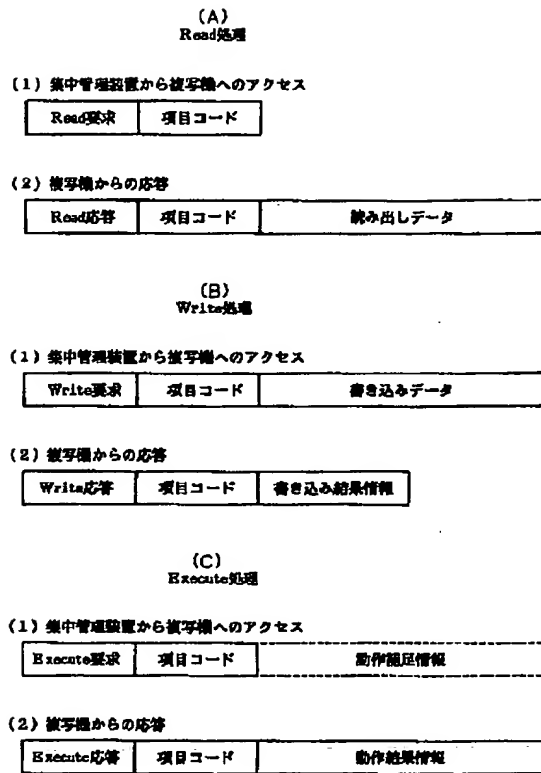 (A)
Read処理
(1)集中管理装置から複写機へのアクセス
Read要求 項目コード
(2)複写機からの応答
Read応答 項目コード 読み出しデータ
(B)
Write処理
(1)集中管理装置から複写機へのアクセス
Write要求 項目コード 書き込みデータ
(2)複写機からの応答
Write応答 項目コード 書き込み結果情報
(C)
Execute処理
(1)集中管理装置から複写機へのアクセス
Execute要求 項目コード 動作補足情報
(2)複写機からの応答
Execute応答 項目コード 動作結果情報